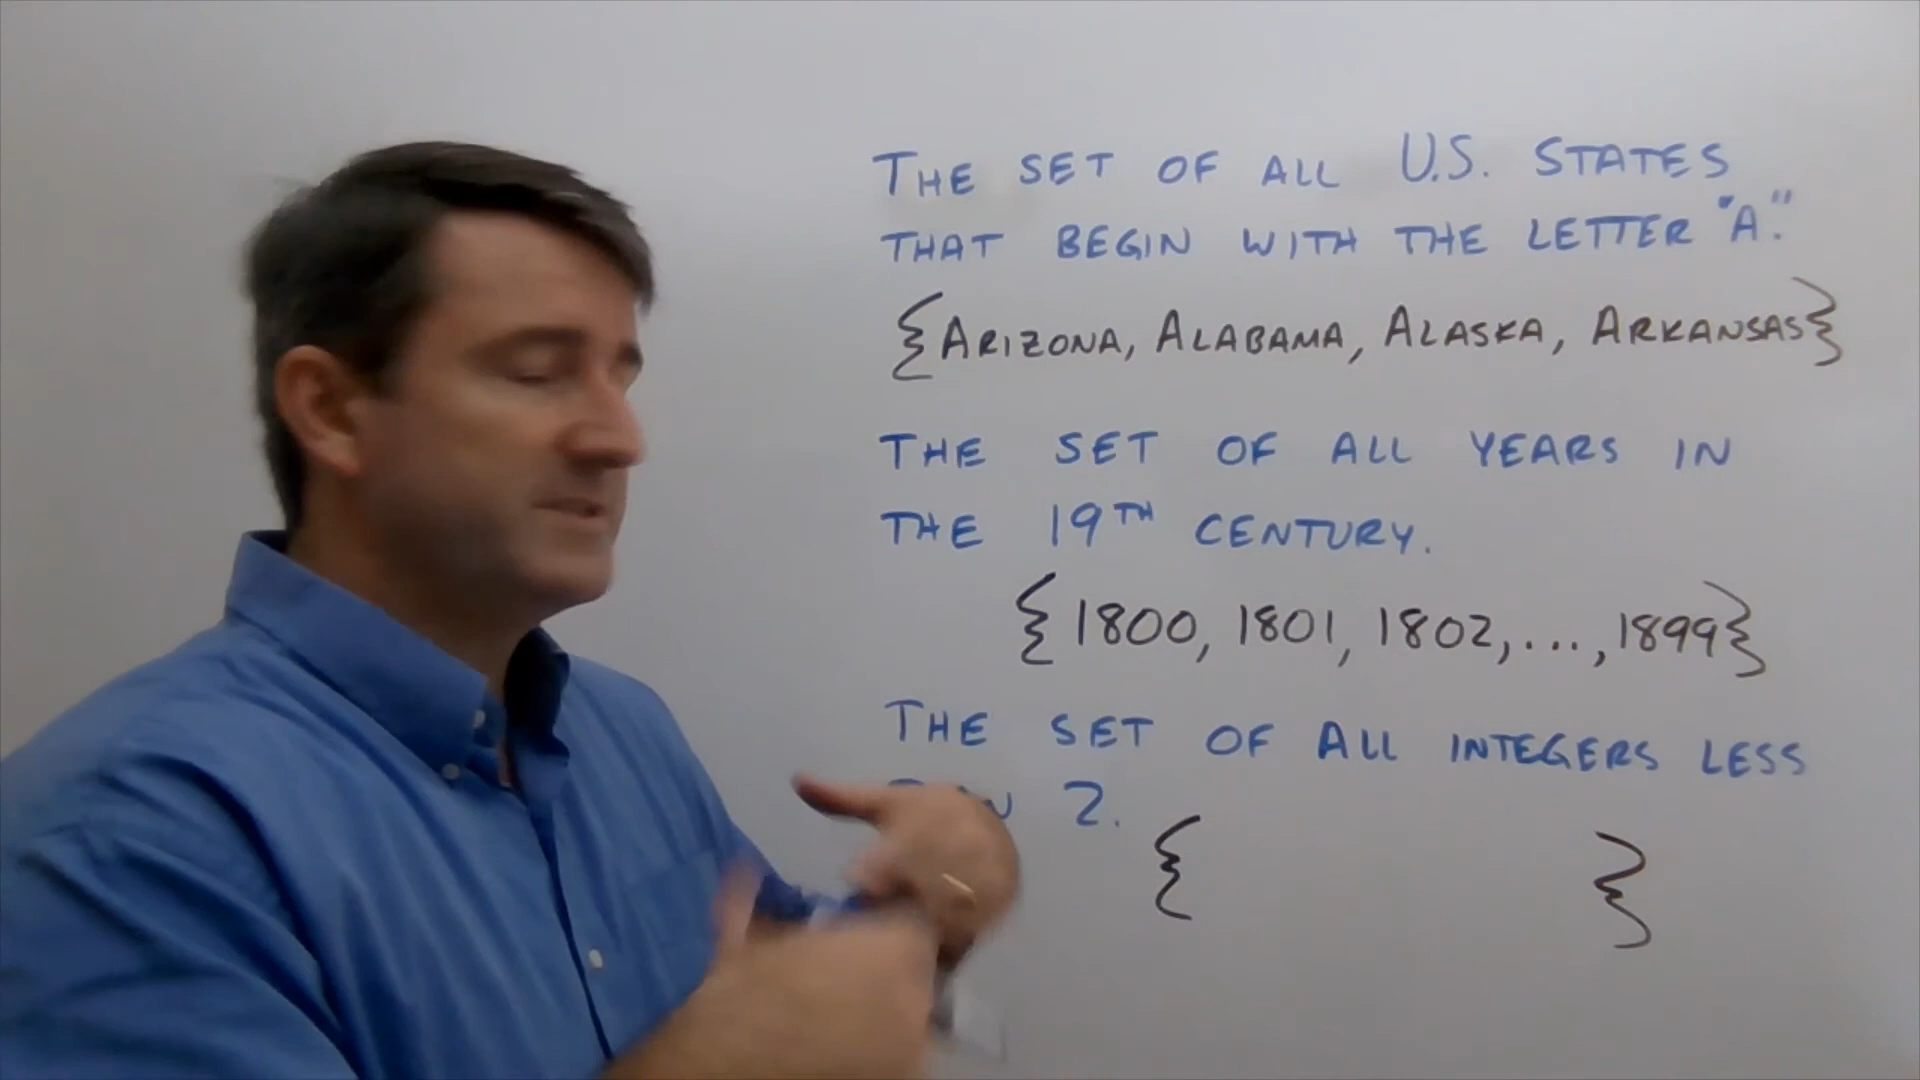 THE SET OF ALL U.S. STATES
THAT BEGIN WITH THE LETTER "A."
{ARIZONA, ALABAMA, ALASKA, ARKANSAS}
THE SET OF ALL YEARS IN
THE 19TH CENTURY.
{1800, 1801, 1802,...,1899}
THE SET OF ALL INTEGERS LESS
2.
{ }